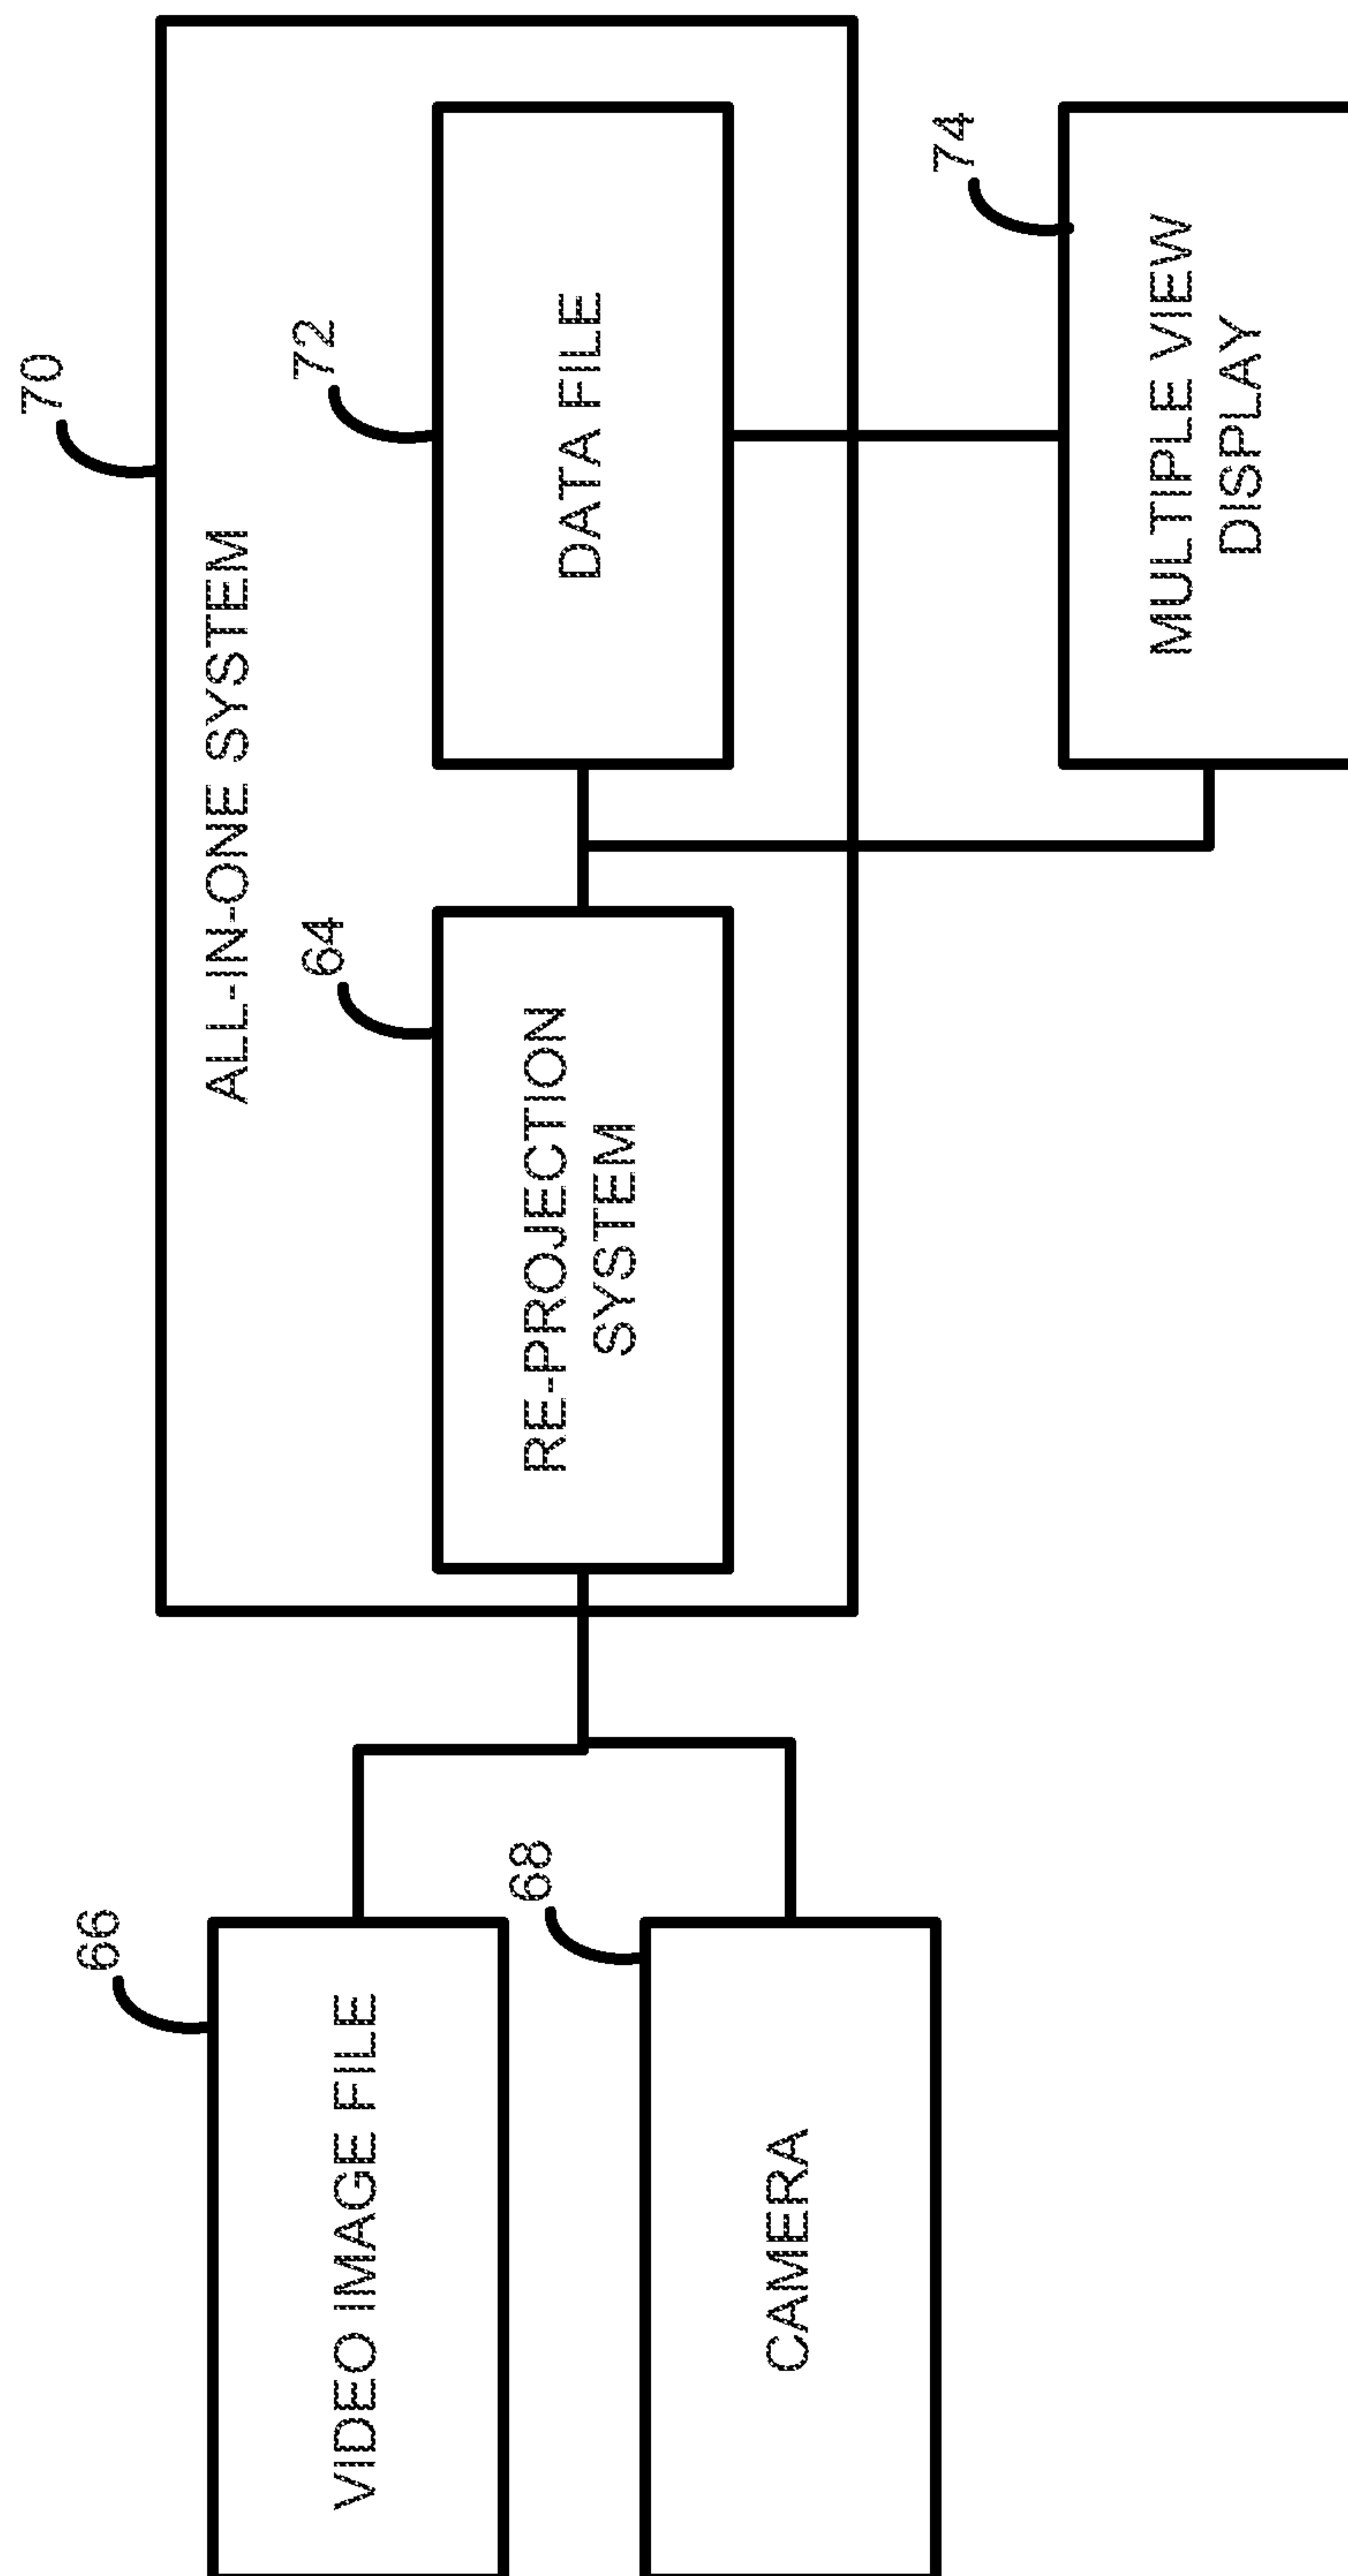 70
ALL-IN-ONE SYSTEM
66
VIDEO IMAGE FILE
64
RE-PROJECTION
SYSTEM
72
DATA FILE
68
CAMERA
74
MULTIPLE VIEW
DISPLAY